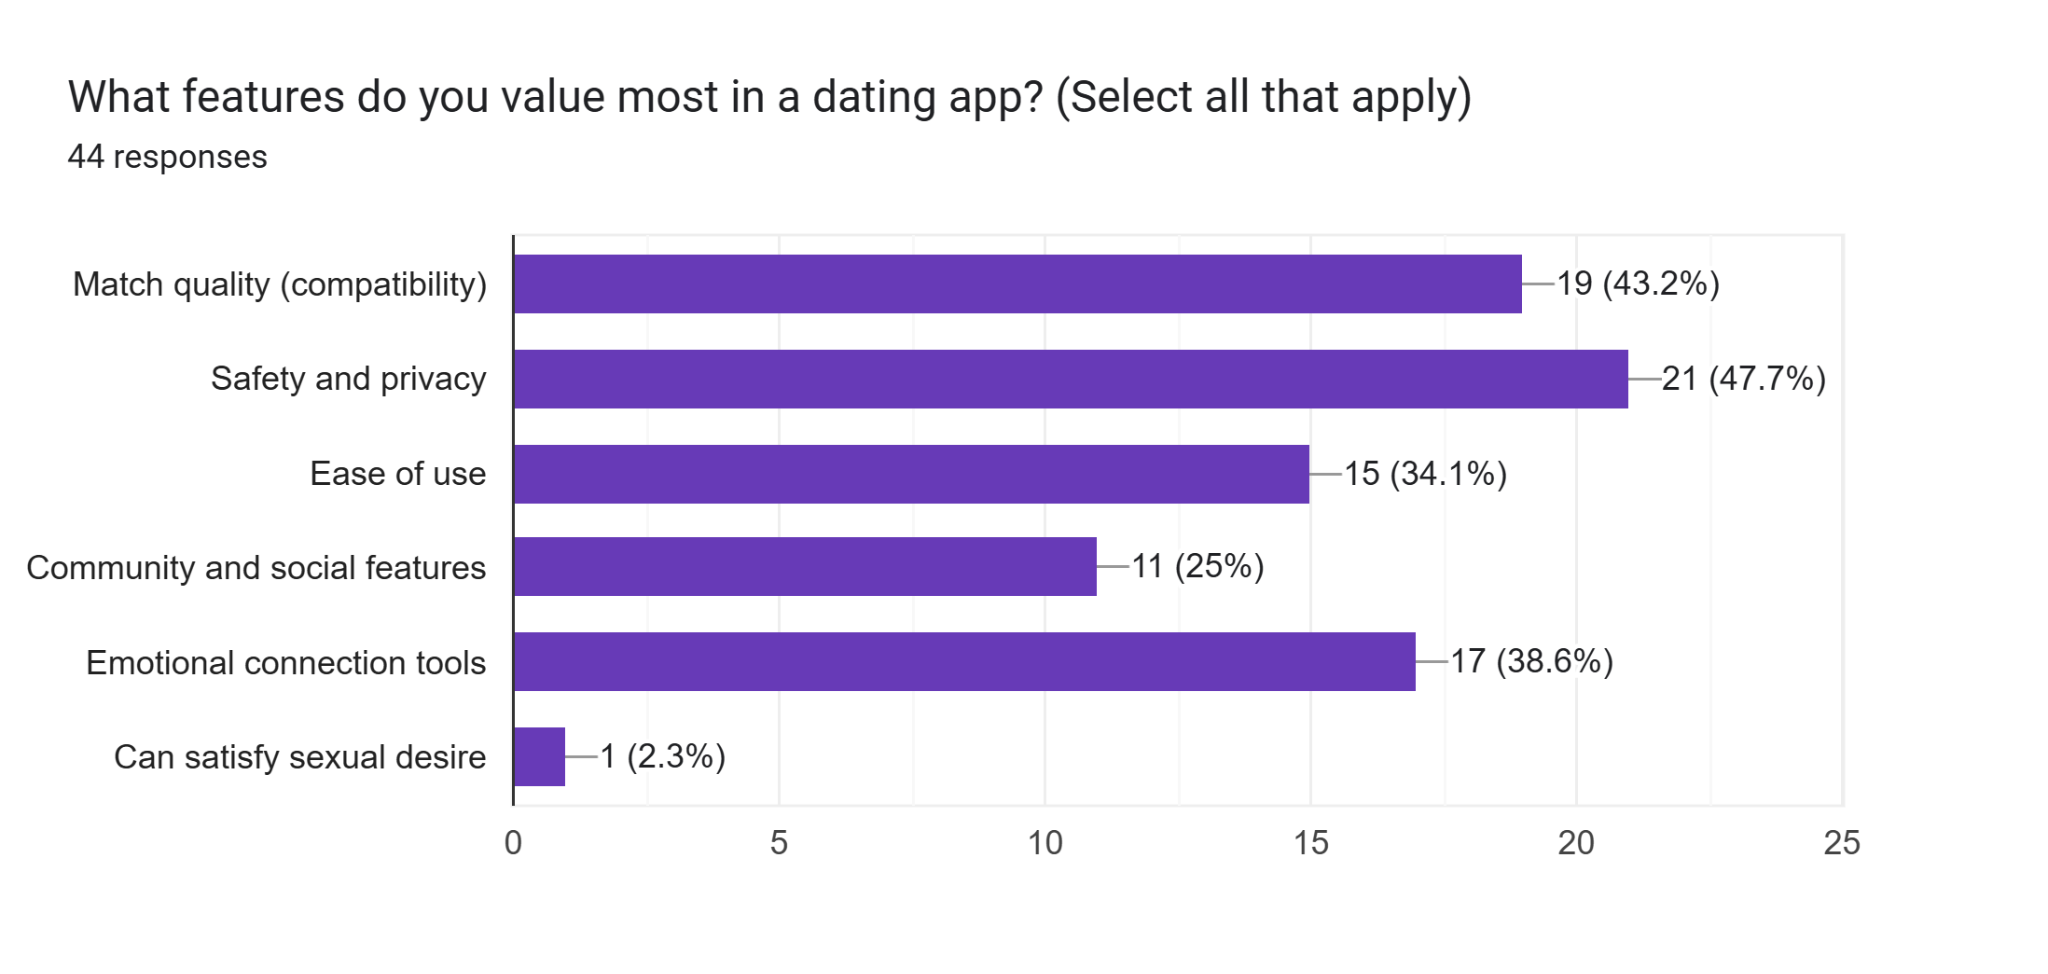 What features do you value most in a dating app? (Select all that apply)
44 responses
Match quality (compatibility) 19 (43.2%)
Safety and privacy 21 (47.7%)
Ease of use 15 (34.1%)
Community and social features 11 (25%)
Emotional connection tools 17 (38.6%)
Can satisfy sexual desire 1 (2.3%)
0 5 10 15 20 25